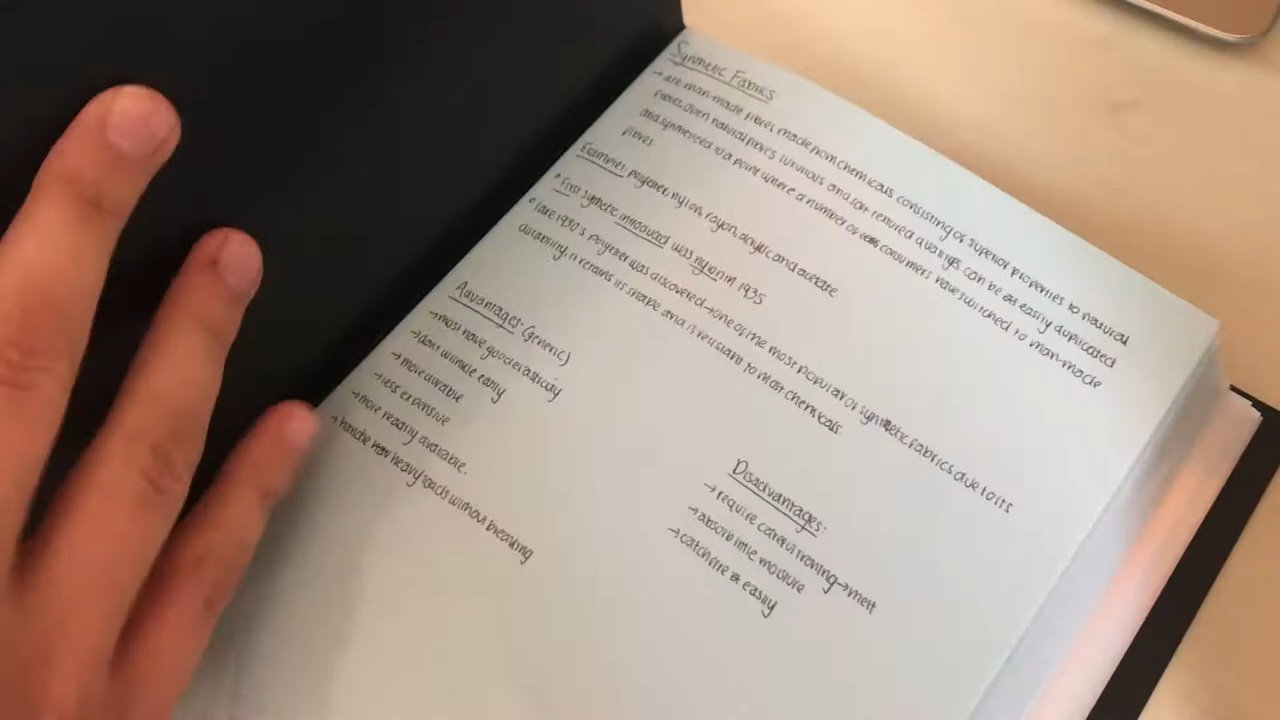 Synthetic Fabrics
→ are man-made fibres made from chemicals consisting of superior properties to natural
fibres. Given natural fibres luxurious and soft textured qualities can be easily duplicated
and synthesized to a point where a number of consumers have switched to man-made
fibres.
Examples: polyester, nylon, rayon, acrylic and acetate
• First synthetic introduced was nylon in 1935
• late 1930's polyester was discovered → one of the most popular of synthetic fabrics due to its
durability, it retains its shape and is resistant to most chemicals.
Advantages: (generic)
→ most have good elasticity
→ don't wrinkle easily
→ more durable
→ less expensive
→ more readily available.
→ handle heavy loads without breaking
Disadvantages:
→ require careful ironing → melt
→ absorb little moisture
→ catch fire easily